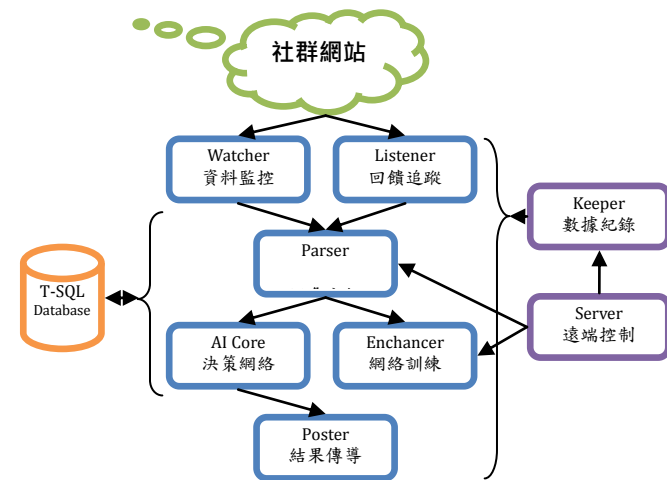 社群網站
Watcher
資料監控
Listener
回饋追蹤
Keeper
數據紀錄
Parser
T-SQL
Database
AI Core
決策網絡
Enchancer
網絡訓練
Server
遠端控制
Poster
結果傳導